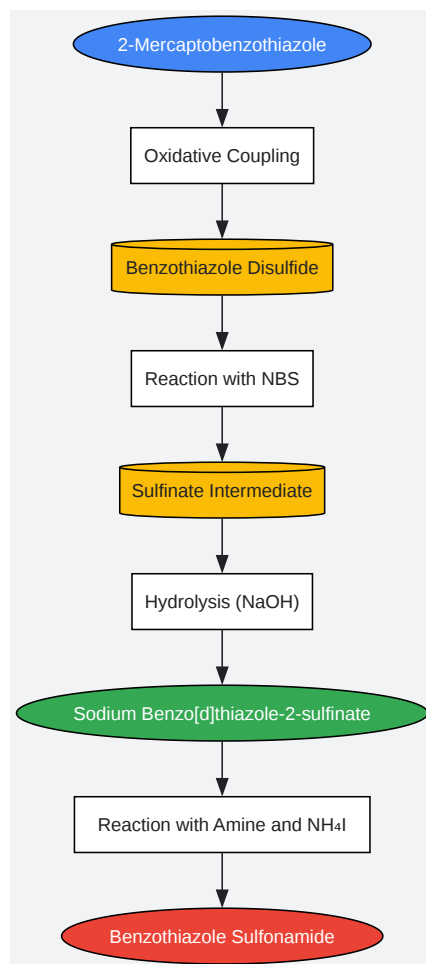 2-Mercaptobenzothiazole
Oxidative Coupling
Benzothiazole Disulfide
Reaction with NBS
Sulfinate Intermediate
Hydrolysis (NaOH)
Sodium Benzo[d]thiazole-2-sulfinate
Reaction with Amine and NH₄I
Benzothiazole Sulfonamide